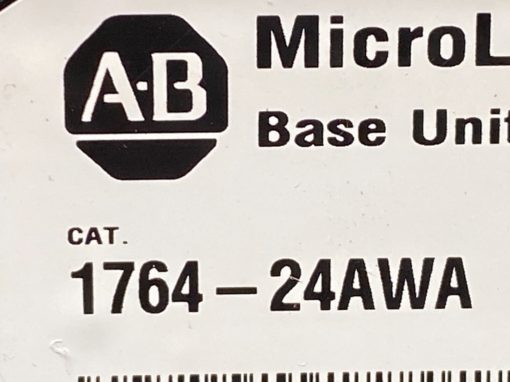 A·B
MicroL
Base Unit
CAT.
1764-24AWA